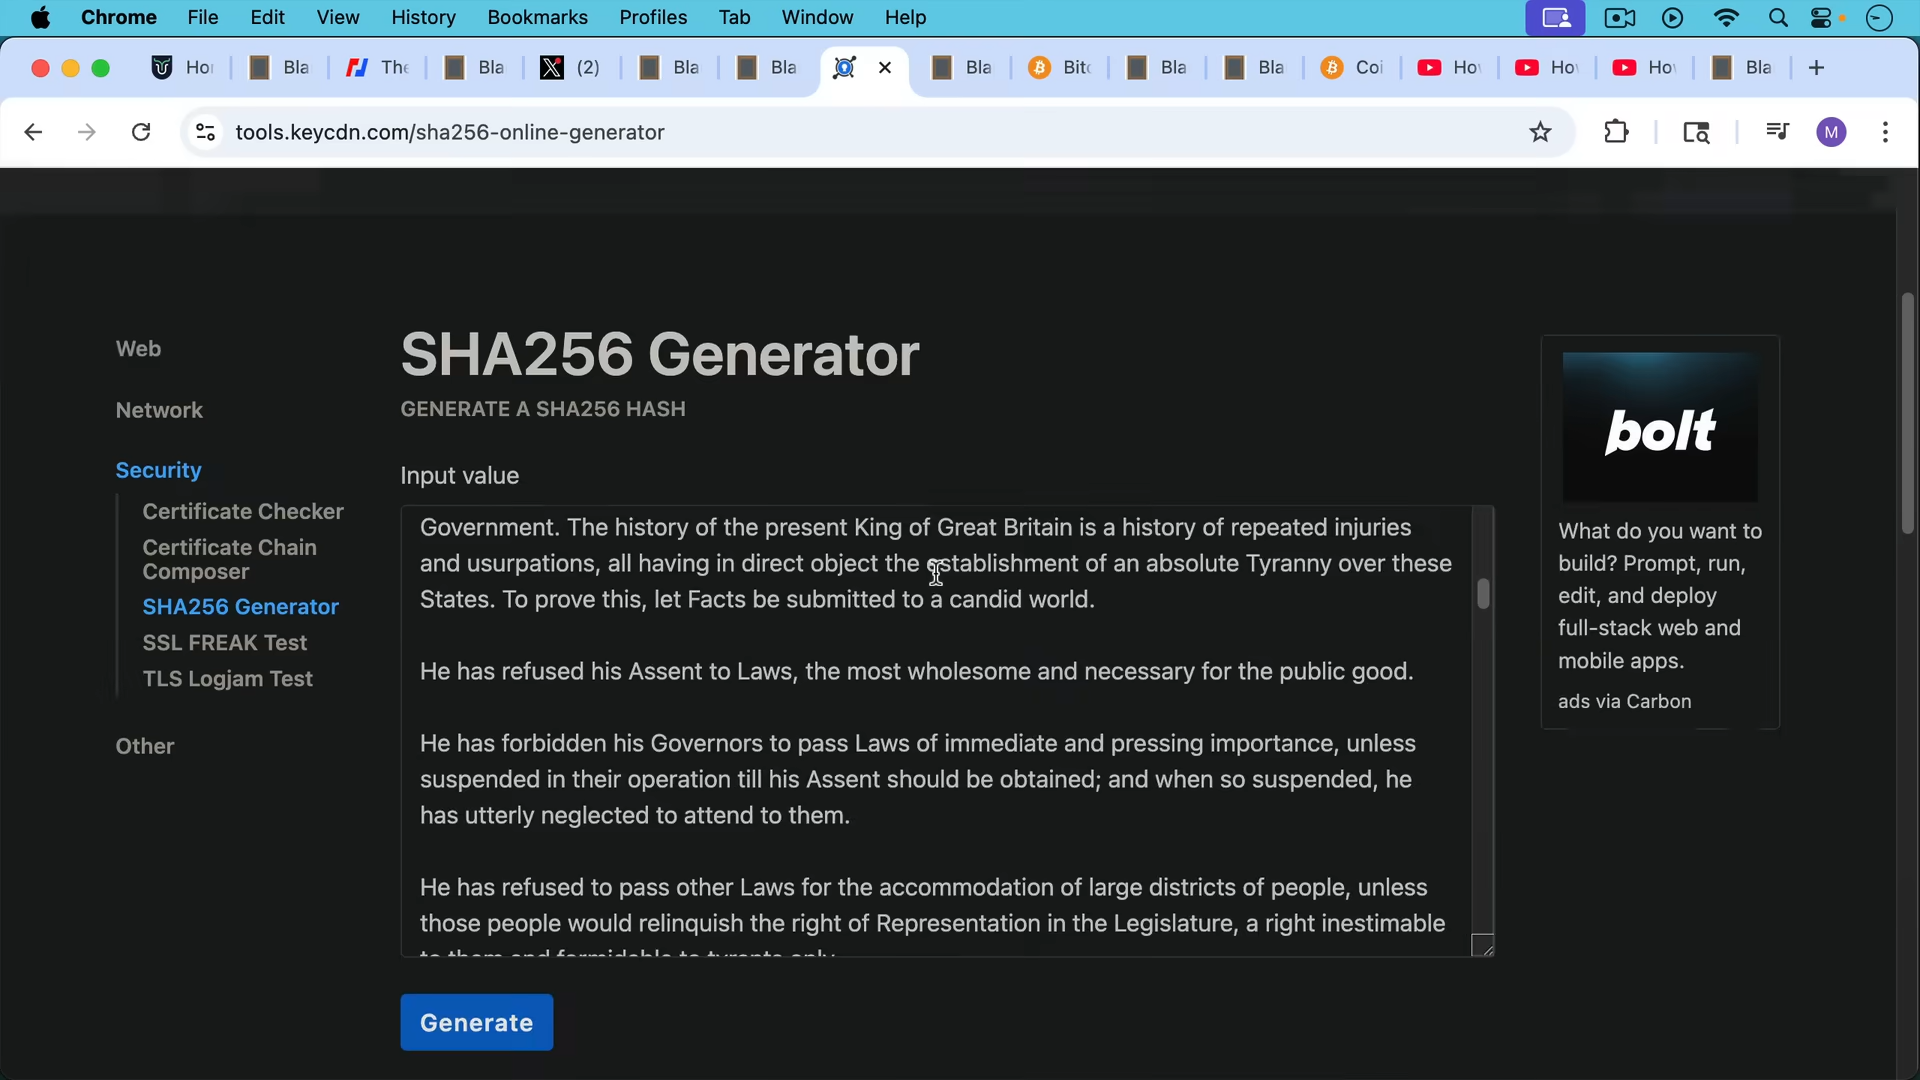 Chrome File Edit View History Bookmarks Profiles Tab Window Help
Ho Bla The Bla (2) Bla Bla Bla Bit Bla Bla Coi Ho Ho Ho Bla
tools.keycdn.com/sha256-online-generator
M
Web
Network
Security
Certificate Checker
Certificate Chain
Composer
SHA256 Generator
SSL FREAK Test
TLS Logjam Test
Other
SHA256 Generator
GENERATE A SHA256 HASH
Input value
Government. The history of the present King of Great Britain is a history of repeated injuries
and usurpations, all having in direct object the establishment of an absolute Tyranny over these
States. To prove this, let Facts be submitted to a candid world.
He has refused his Assent to Laws, the most wholesome and necessary for the public good.
He has forbidden his Governors to pass Laws of immediate and pressing importance, unless
suspended in their operation till his Assent should be obtained; and when so suspended, he
has utterly neglected to attend to them.
He has refused to pass other Laws for the accommodation of large districts of people, unless
those people would relinquish the right of Representation in the Legislature, a right inestimable
to them and formidable to tyrants only.
Generate
bolt
What do you want to
build? Prompt, run,
edit, and deploy
full-stack web and
mobile apps.
ads via Carbon